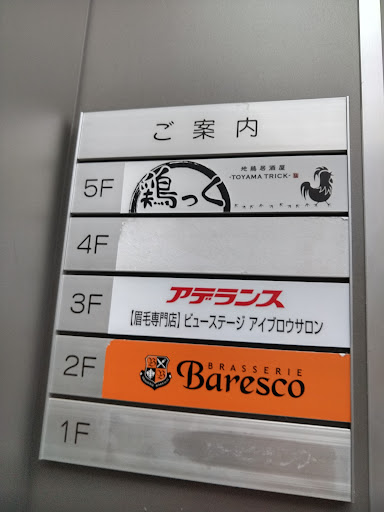 ご案内
5F
鶏っく
地鶏居酒屋
-TOYAMA TRICK-
4F
3F
アデランス
【眉毛専門店】ビューステージ アイブロウサロン
2F
BRASSERIE
Baresco
1F